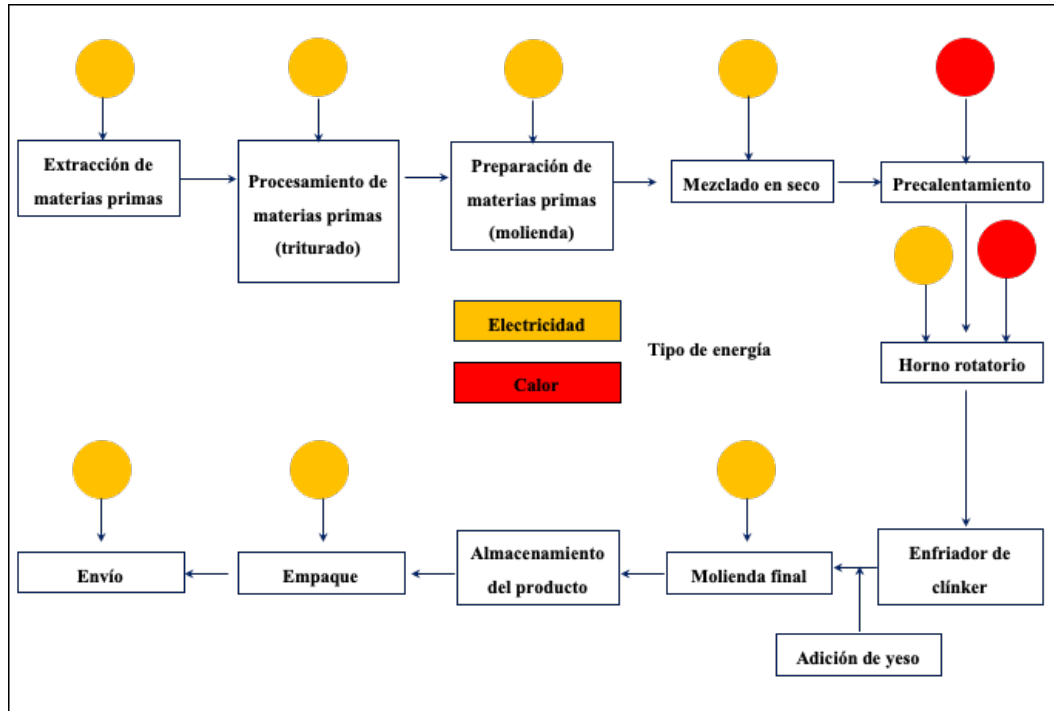 Extracción de
materias primas
Procesamiento de
materias primas
(triturado)
Preparación de
materias primas
(molienda)
Mezclado en seco
Precalentamiento
Electricidad
Calor
Tipo de energía
Horno rotatorio
Envío
Empaque
Almacenamiento
del producto
Molienda final
Enfriador de
clínker
Adición de yeso